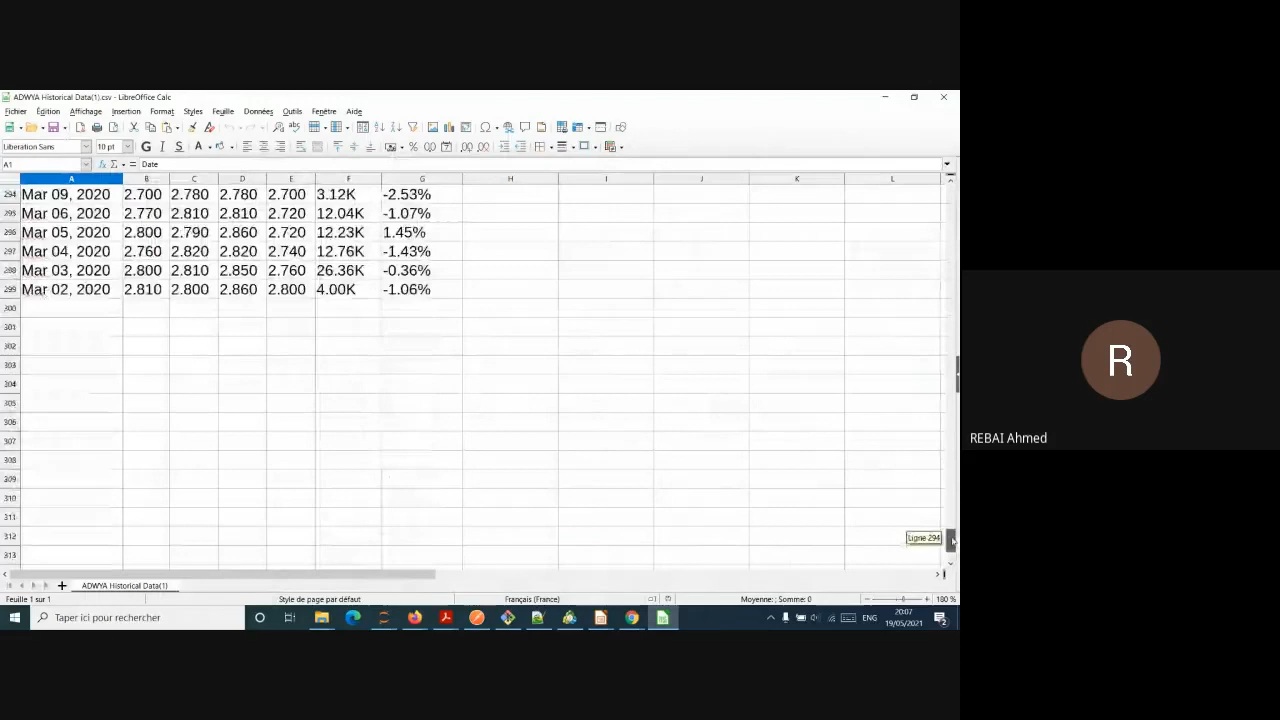 ADWYA Historical Data(1).csv - LibreOffice Calc
Fichier Édition Affichage Insertion Format Styles Feuille Données Outils Fenêtre Aide
Liberation Sans 10 pt G I S A
A1 fx Σ = Date
A B C D E F G H I J K L
294 Mar 09, 2020 2.700 2.780 2.780 2.700 3.12K -2.53%
295 Mar 06, 2020 2.770 2.810 2.810 2.720 12.04K -1.07%
296 Mar 05, 2020 2.800 2.790 2.860 2.720 12.23K 1.45%
297 Mar 04, 2020 2.760 2.820 2.820 2.740 12.76K -1.43%
298 Mar 03, 2020 2.800 2.810 2.850 2.760 26.36K -0.36%
299 Mar 02, 2020 2.810 2.800 2.860 2.800 4.00K -1.06%
300
301
302
303
304
305
306
307
308
309
310
311
312 Ligne 294
313
ADWYA Historical Data(1)
Feuille 1 sur 1 Style de page par défaut Français (France) Moyenne: ; Somme: 0 180 %
Taper ici pour rechercher ENG 20:07
19/05/2021 2
R
REBAI Ahmed